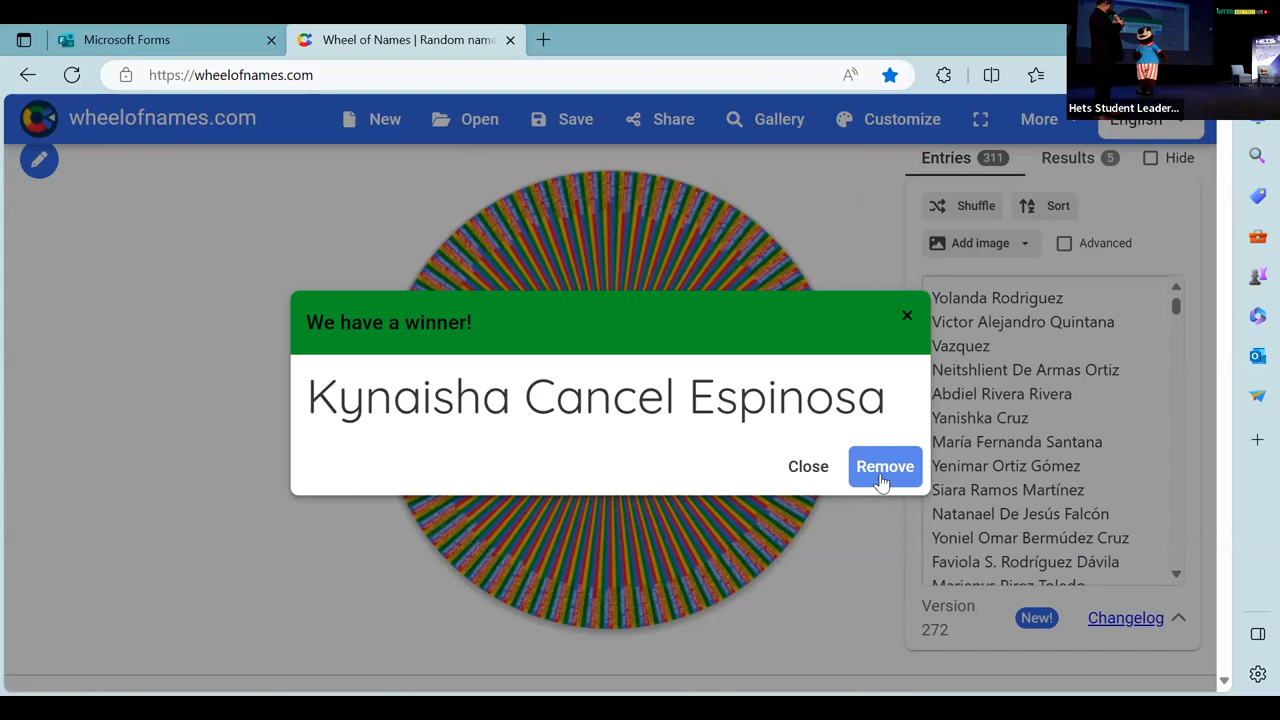 Microsoft Forms
Wheel of Names | Random name
https://wheelofnames.com
INTER METRO
Hets Student Leader...
wheelofnames.com
New
Open
Save
Share
Gallery
Customize
More
English
Entries 311
Results 5
Hide
Shuffle
Sort
Add image
Advanced
We have a winner!
Kynaisha Cancel Espinosa
Close
Remove
Yolanda Rodriguez
Victor Alejandro Quintana
Vazquez
Neitshlient De Armas Ortiz
Abdiel Rivera Rivera
Yanishka Cruz
María Fernanda Santana
Yenimar Ortiz Gómez
Siara Ramos Martínez
Natanael De Jesús Falcón
Yoniel Omar Bermúdez Cruz
Faviola S. Rodríguez Dávila
Version
272
New!
Changelog